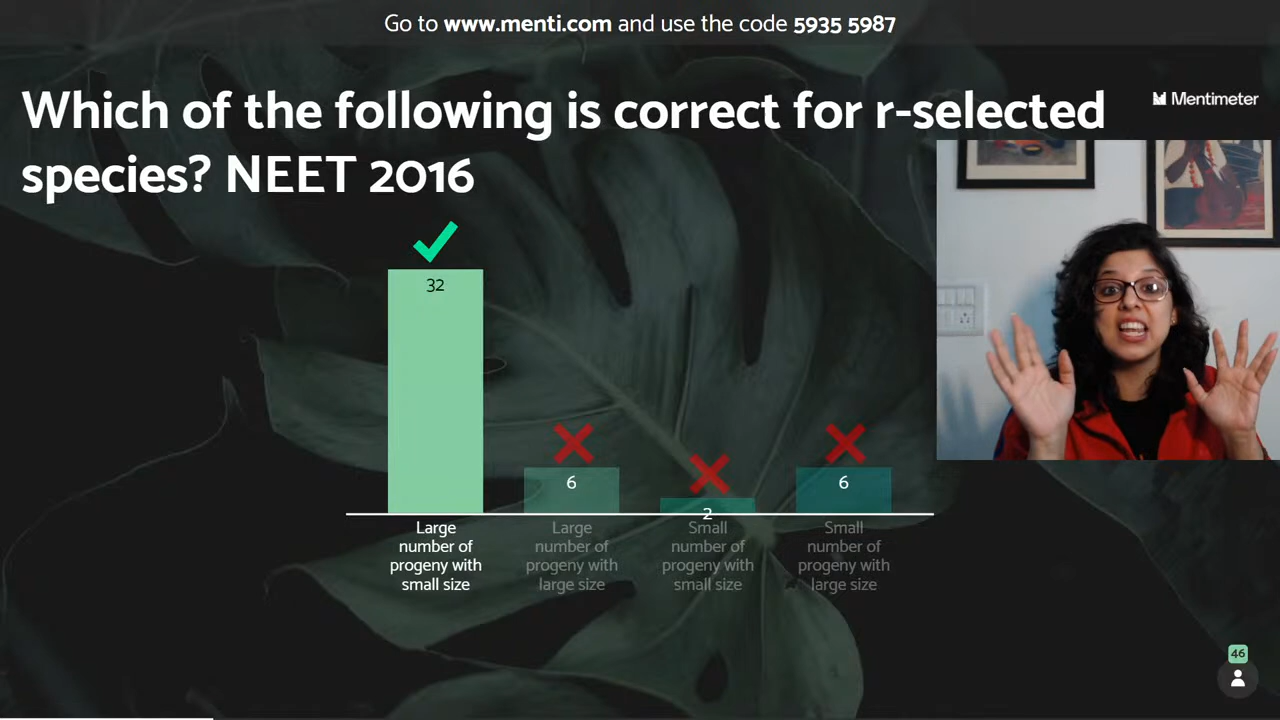 Go to www.menti.com and use the code 5935 5987
Which of the following is correct for r-selected
species? NEET 2016
Mentimeter
32
6
2
6
Large
number of
progeny with
small size
Large
number of
progeny with
large size
Small
number of
progeny with
small size
Small
number of
progeny with
large size
46